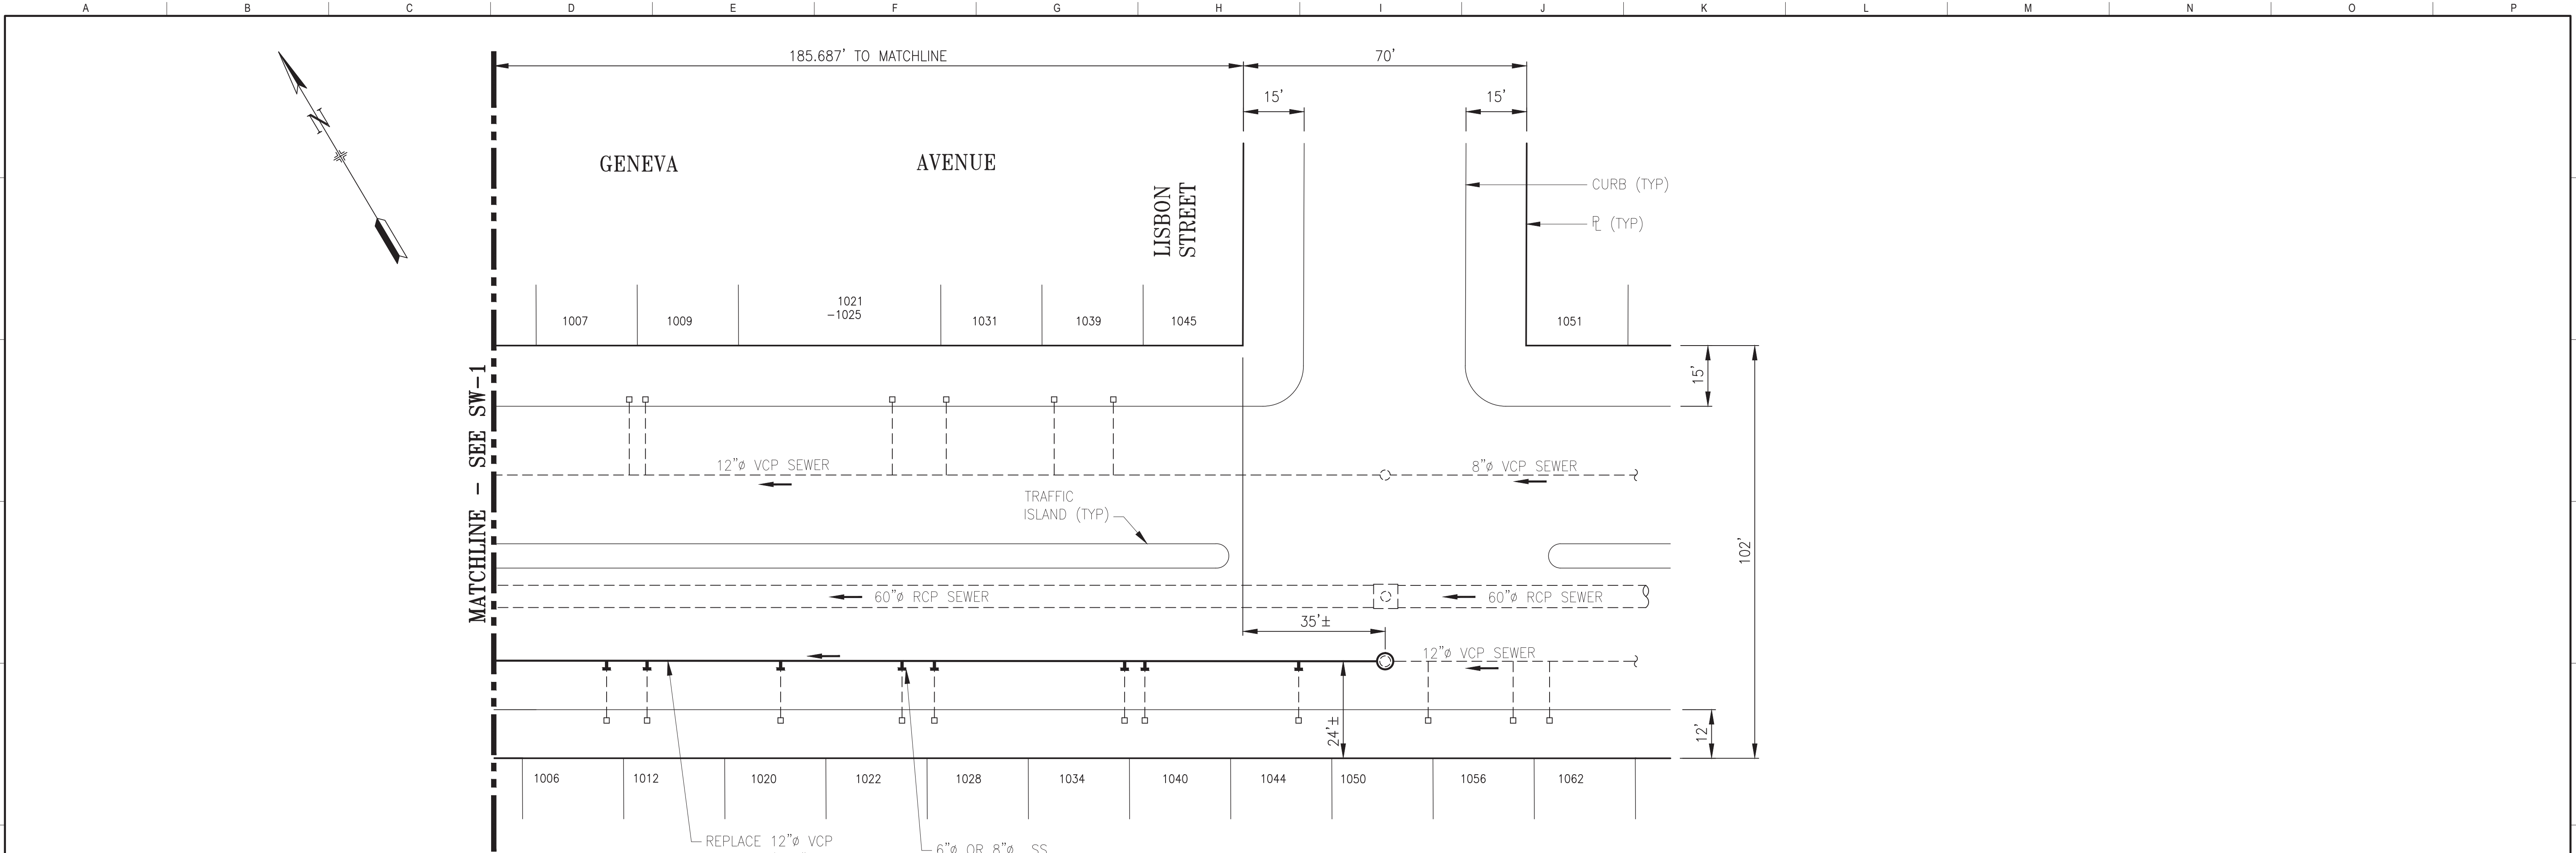 A B C D E F G H I J K L M N O P
185.687' TO MATCHLINE
70'
15'
15'
N
GENEVA AVENUE
LISBON
STREET
CURB (TYP)
PL (TYP)
1007
1009
1021
-1025
1031
1039
1045
1051
15'
MATCHLINE - SEE SW-1
12"ø VCP SEWER
8"ø VCP SEWER
TRAFFIC
ISLAND (TYP)
102'
60"ø RCP SEWER
60"ø RCP SEWER
35'±
12"ø VCP SEWER
24'±
12'
1006
1012
1020
1022
1028
1034
1040
1044
1050
1056
1062
REPLACE 12"ø VCP
6"ø OR 8"ø SS